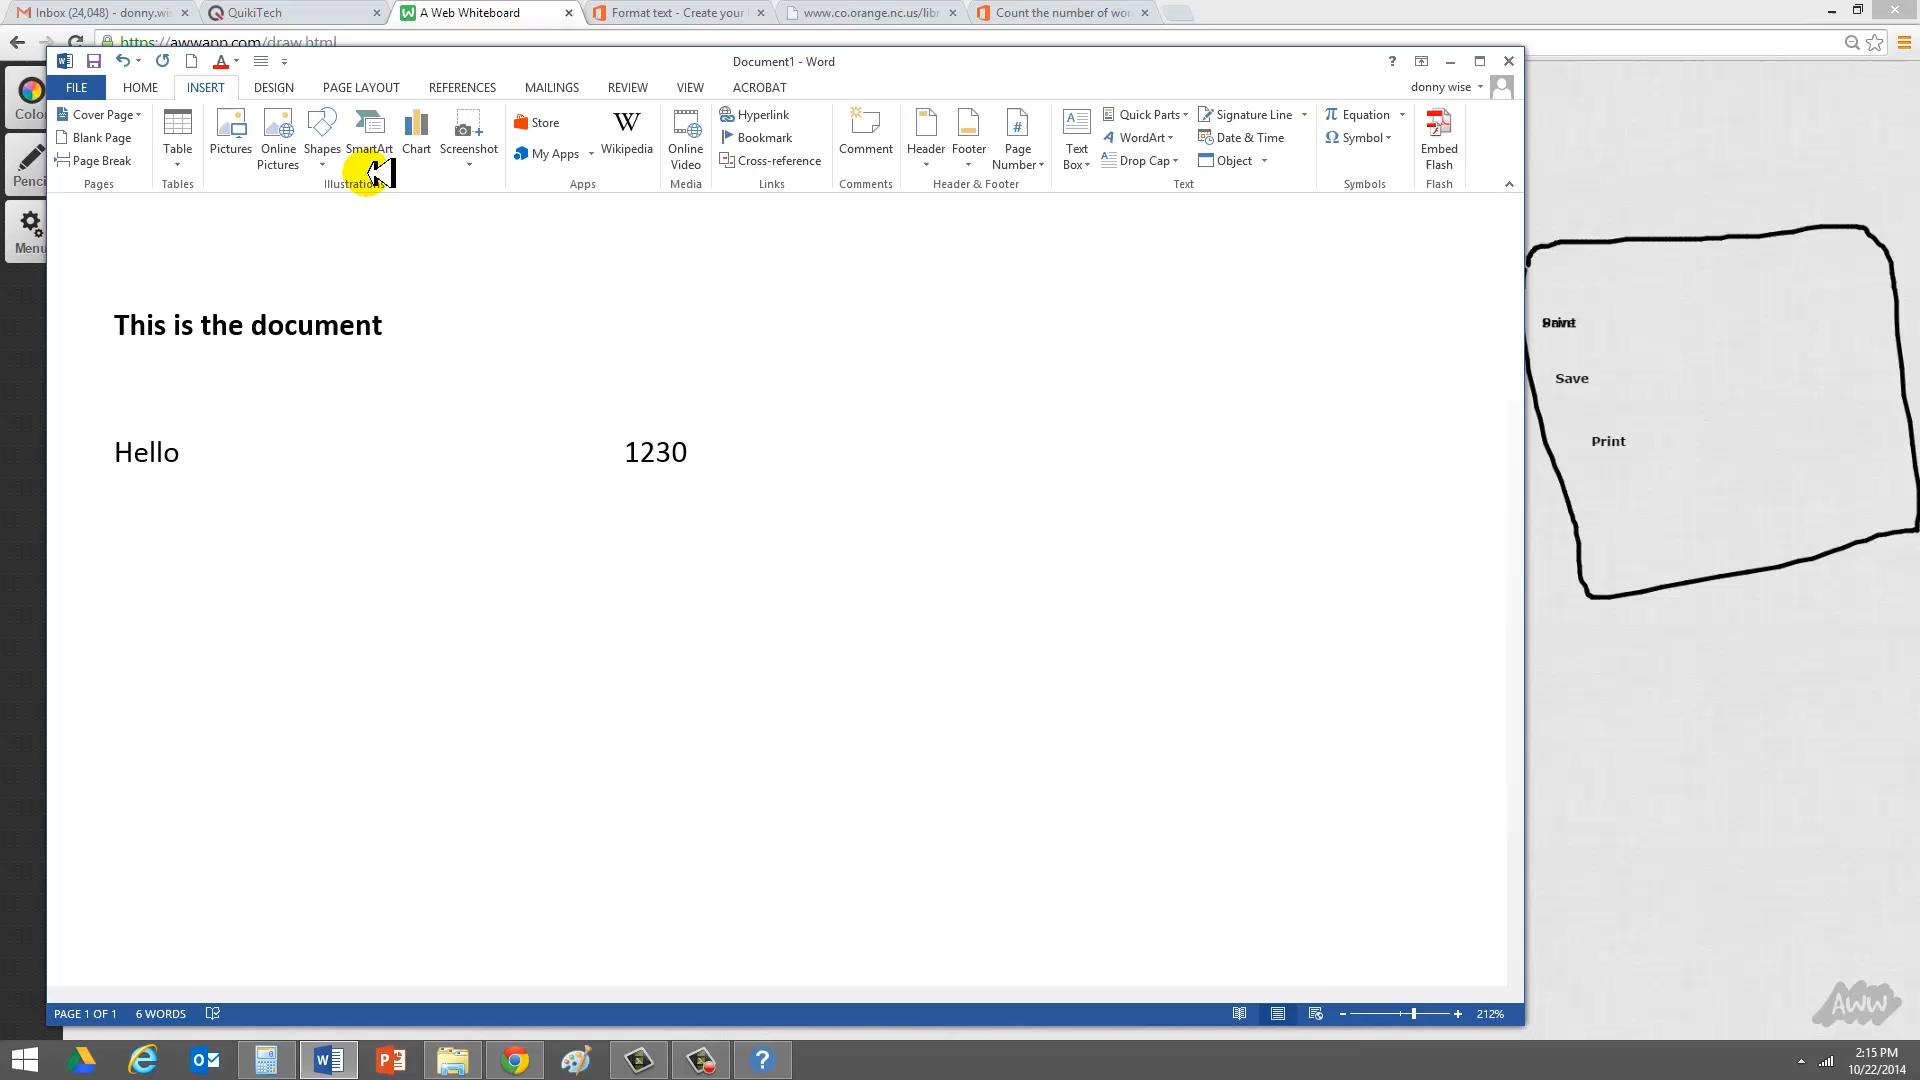 Inbox (24,048) - donny.wi
QuikiTech
A Web Whiteboard
Format text - Create your
www.co.orange.nc.us/lib
Count the number of wo
https://awwapp.com/draw.html
Document1 - Word
FILE
HOME
INSERT
DESIGN
PAGE LAYOUT
REFERENCES
MAILINGS
REVIEW
VIEW
ACROBAT
donny wise
Cover Page
Blank Page
Page Break
Pages
Table
Tables
Pictures
Online
Pictures
Shapes
SmartArt
Chart
Screenshot
Store
My Apps
Wikipedia
Apps
Online
Video
Media
Hyperlink
Bookmark
Cross-reference
Links
Comment
Comments
Header
Footer
Page
Number
Header & Footer
Text
Box
Quick Parts
WordArt
Drop Cap
Signature Line
Date & Time
Object
Text
Equation
Symbol
Symbols
Embed
Flash
Flash
This is the document
Hello 1230
Save
Print
Pencil
Menu
PAGE 1 OF 1
6 WORDS
212%
AWW
2:15 PM
10/22/2014